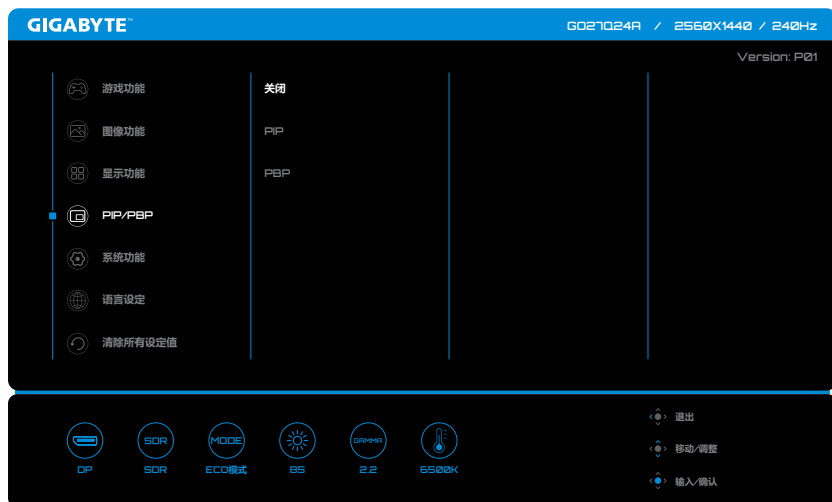 GIGABYTE™ GO27Q24A / 2560X1440 / 240Hz
Version: P01
游戏功能 关闭
图像功能 PIP
显示功能 PBP
PIP/PBP
系统功能
语言设定
清除所有设定值
退出
SDR MODE GAMMA 移动/调整
DP SDR ECO模式 85 2.2 6500K
输入/确认